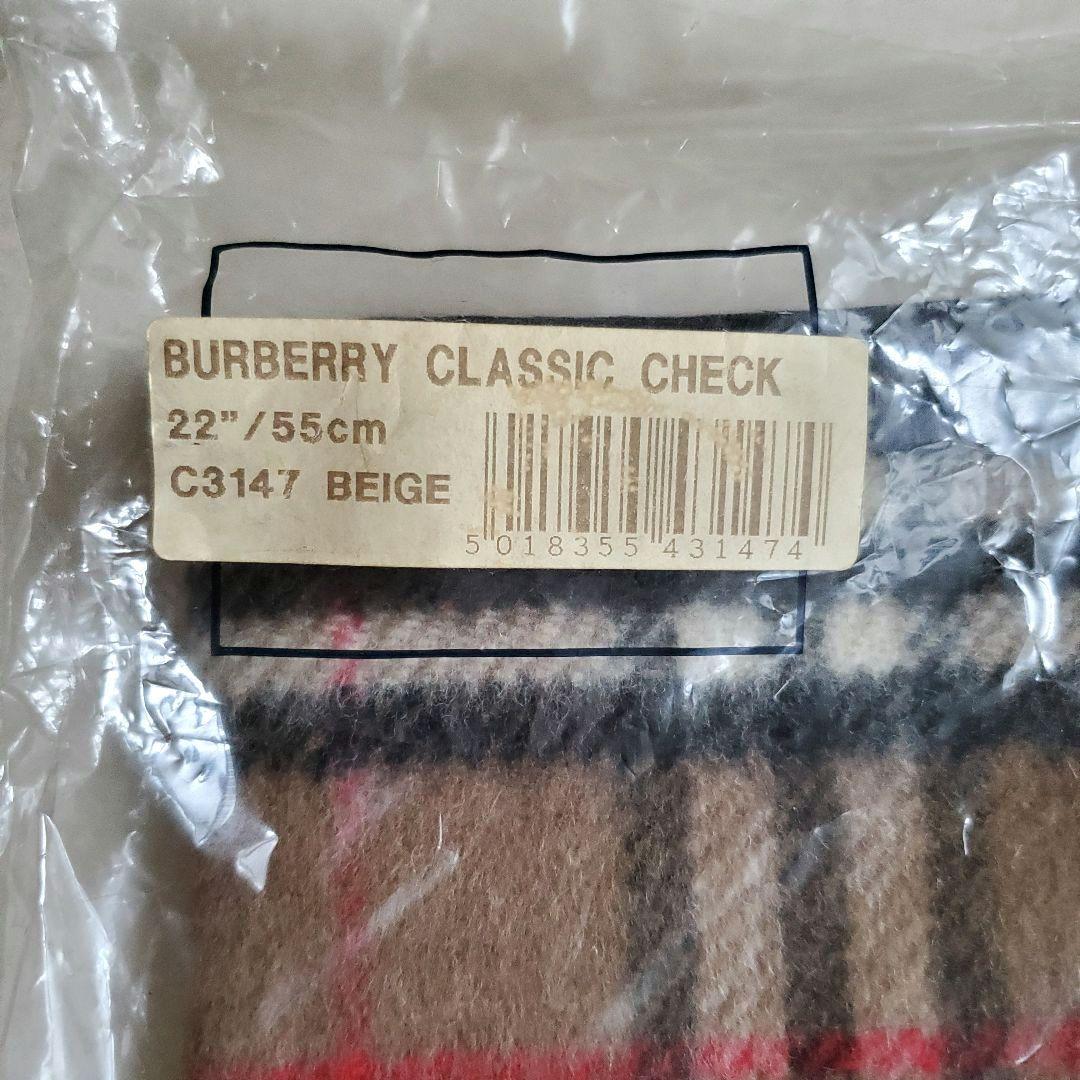 BURBERRY CLASSIC CHECK
22"/55cm
C3147 BEIGE
5 018355 431474